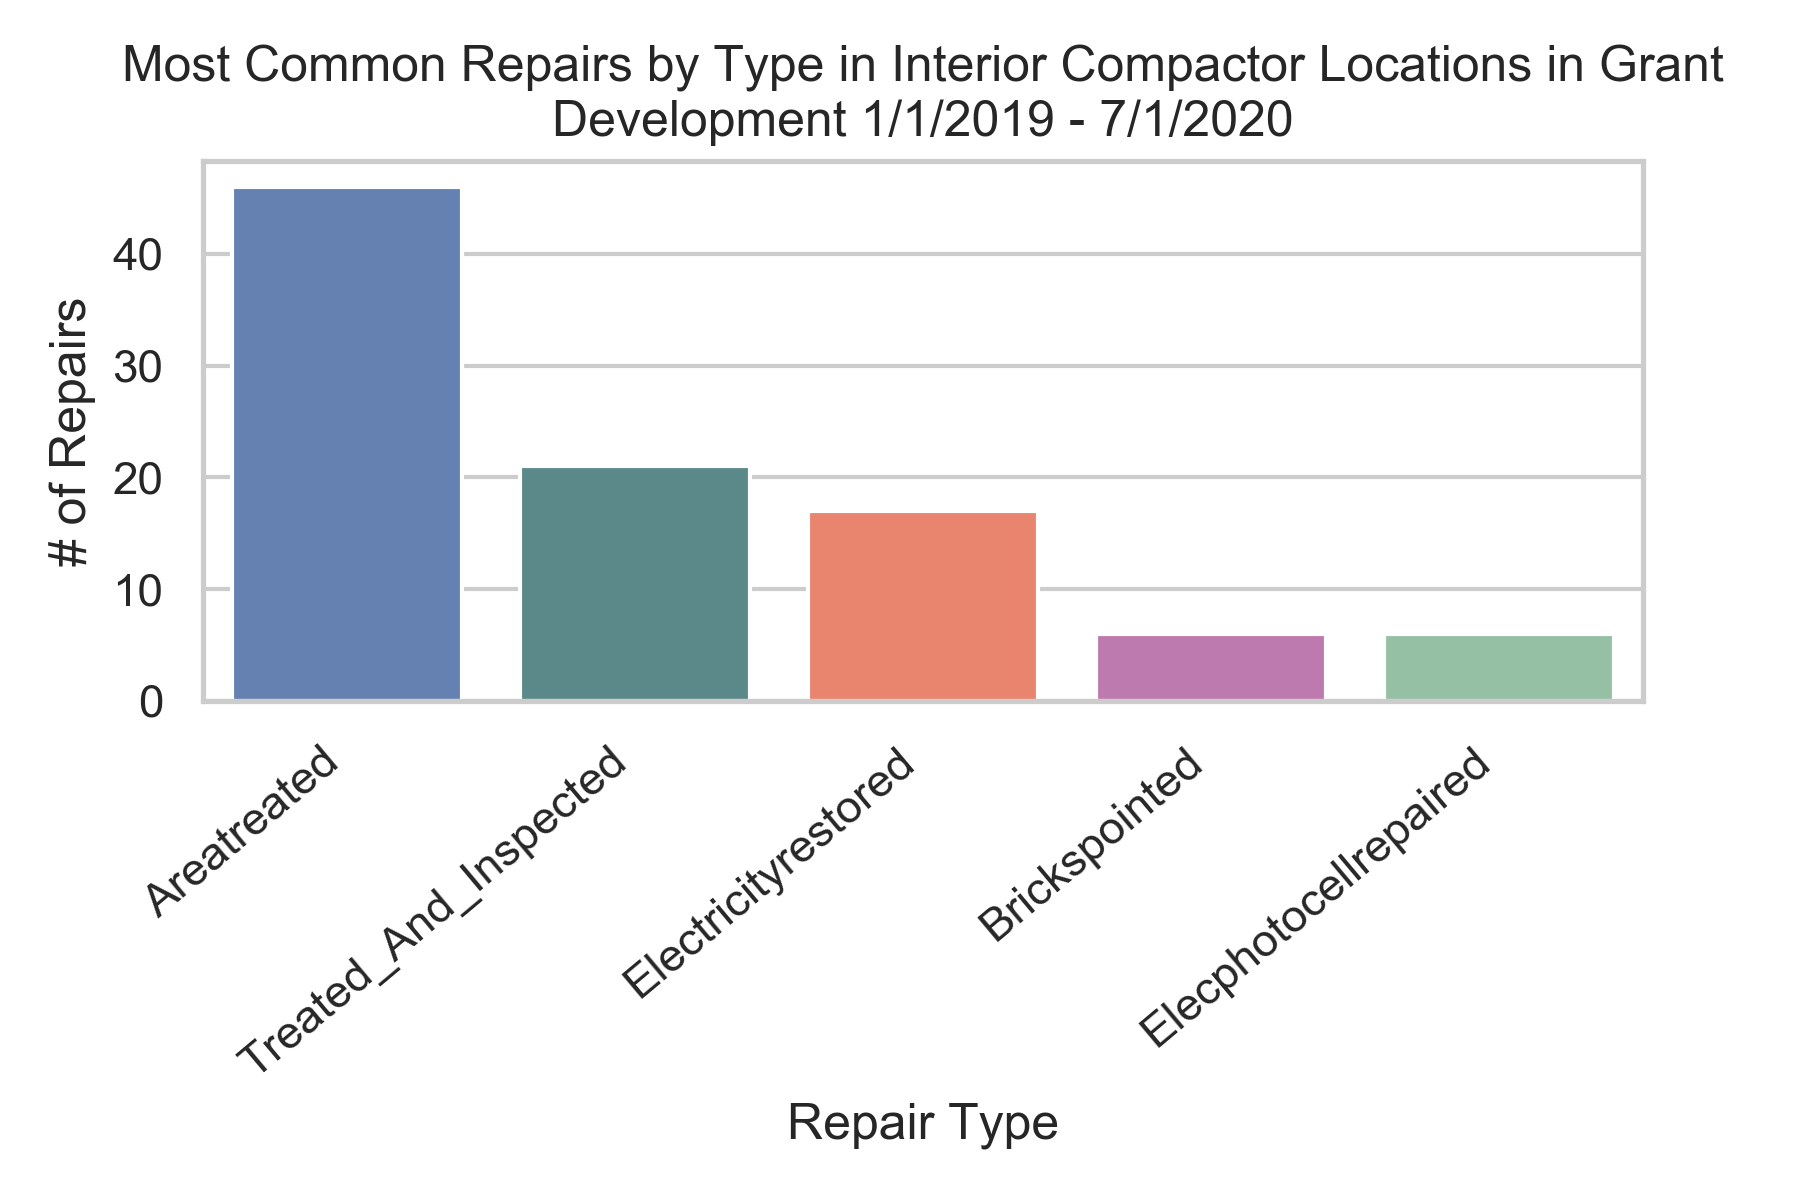 Most Common Repairs by Type in Interior Compactor Locations in Grant
Development 1/1/2019 - 7/1/2020
# of Repairs
40
30
20
10
0
Areatreated
Treated_And_Inspected
Electricityrestored
Brickspointed
Elecphotocellrepaired
Repair Type